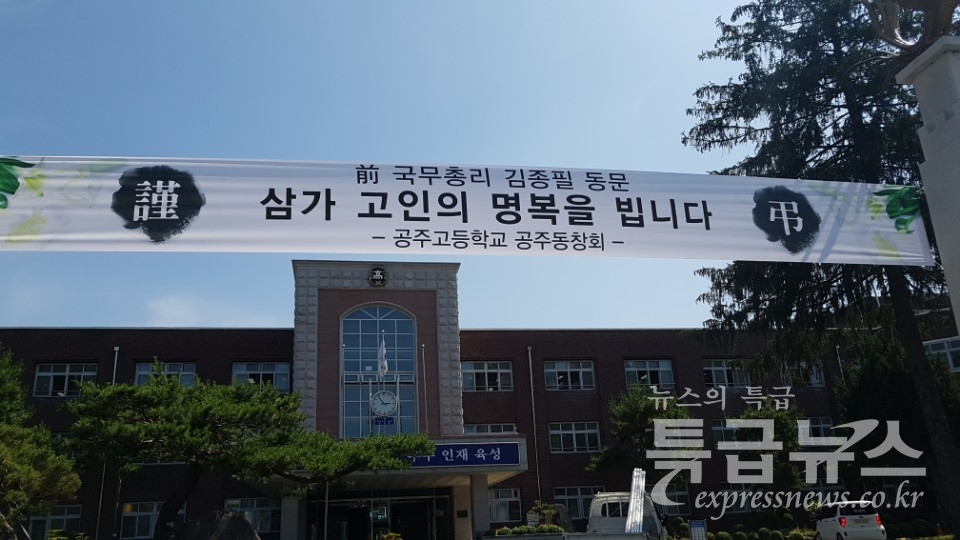 前 국무총리 김종필 동문
謹 삼가 고인의 명복을 빕니다 弔
- 공주고등학교 공주동창회 -
高
인재 육성
뉴스의 특급
특급뉴스
expressnews.co.kr